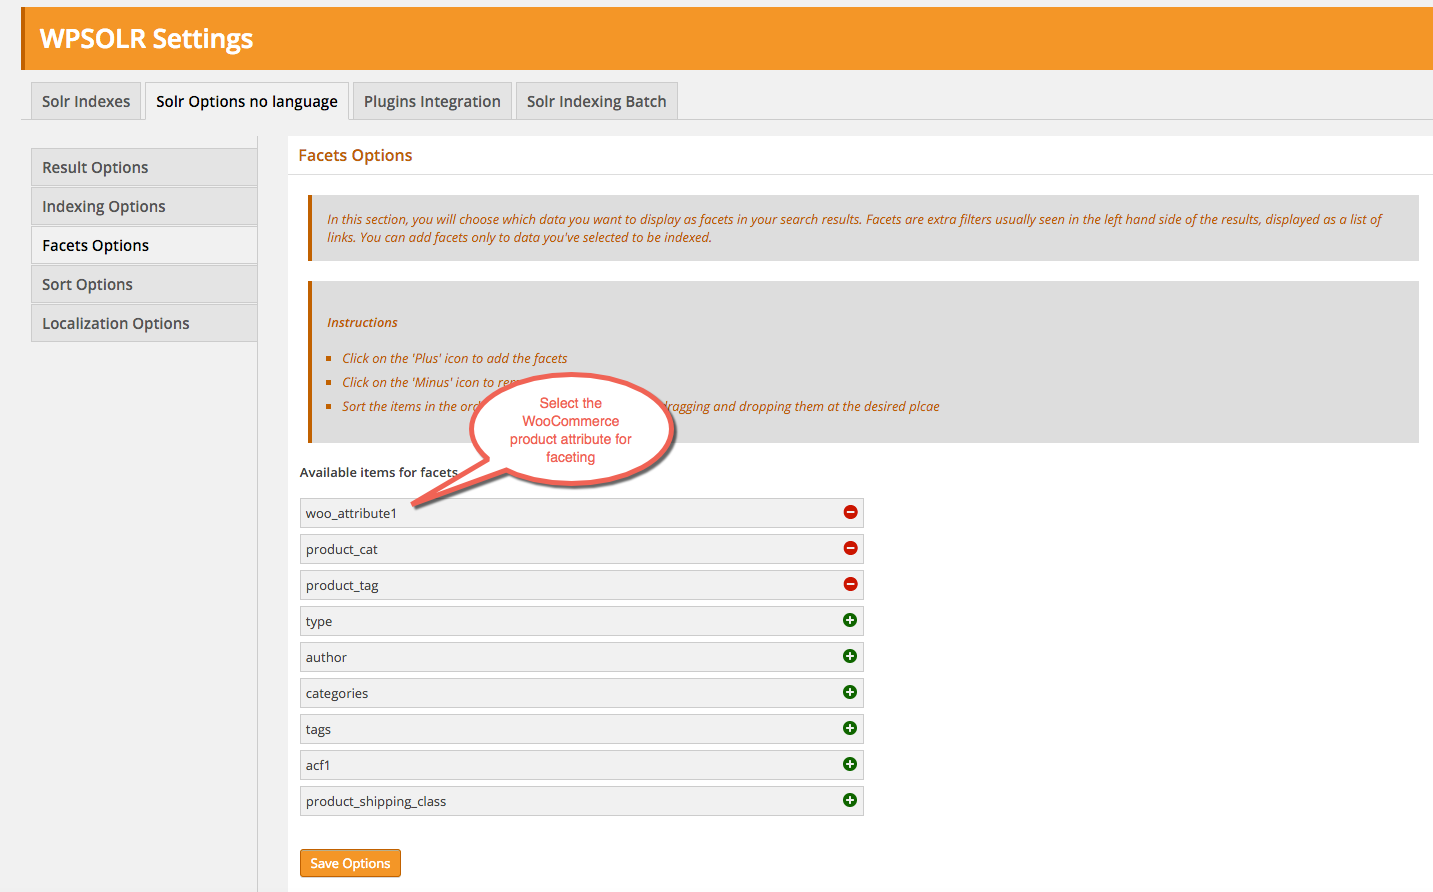 WPSOLR Settings
Solr Indexes
Solr Options no language
Plugins Integration
Solr Indexing Batch
Result Options
Indexing Options
Facets Options
Sort Options
Localization Options
Facets Options
In this section, you will choose which data you want to display as facets in your search results. Facets are extra filters usually seen in the left hand side of the results, displayed as a list of
links. You can add facets only to data you've selected to be indexed.
Instructions
Click on the 'Plus' icon to add the facets
Click on the 'Minus' icon to
Sort the items in the dragging and dropping them at the desired plcae
Select the
WooCommerce
product attribute for
faceting
Available items for facets
woo_attribute1
product_cat
product_tag
type
author
categories
tags
acf1
product_shipping_class
Save Options